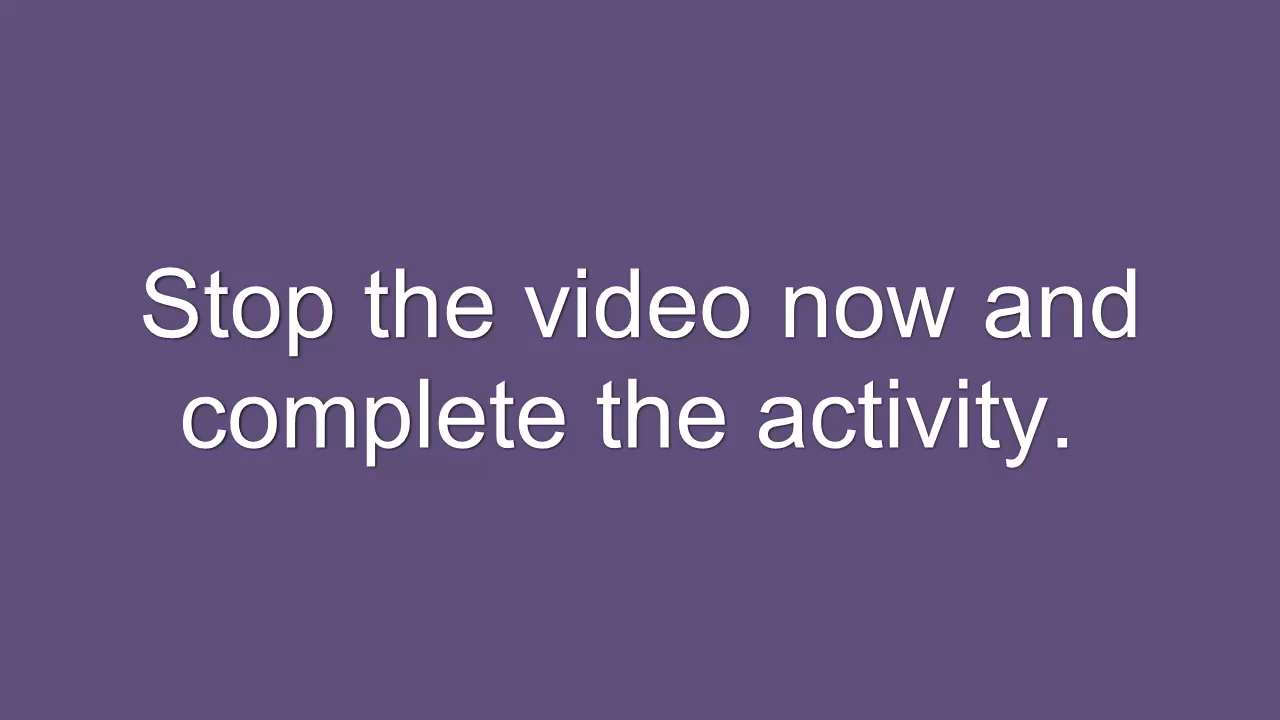 Stop the video now and
complete the activity.